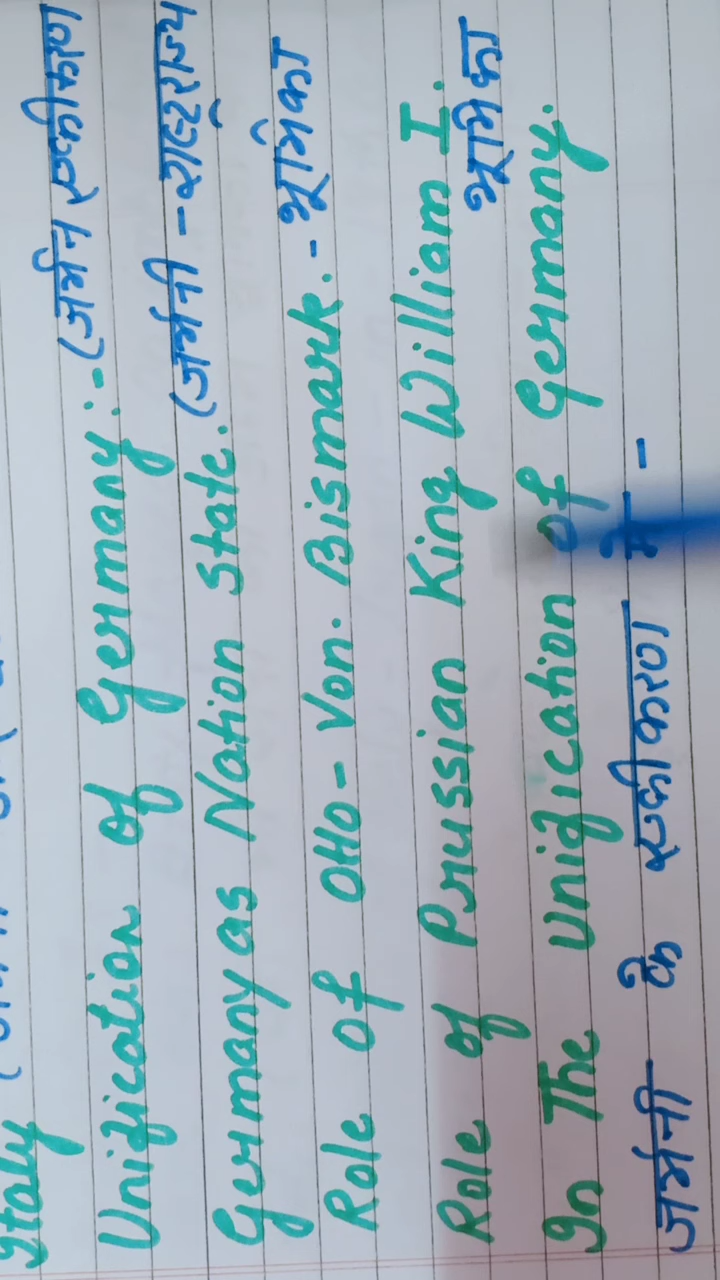 Italy
Unification of Germany :- (जर्मन एकीकरण
Germany as Nation State. (जर्मनी - राष्ट्रराज्य
Role of Otto - Von. Bismark. - भूमिका
Role of Prussian King William I. भूमिका
In The Unification of Germany.
जर्मनी के एकीकरण में -